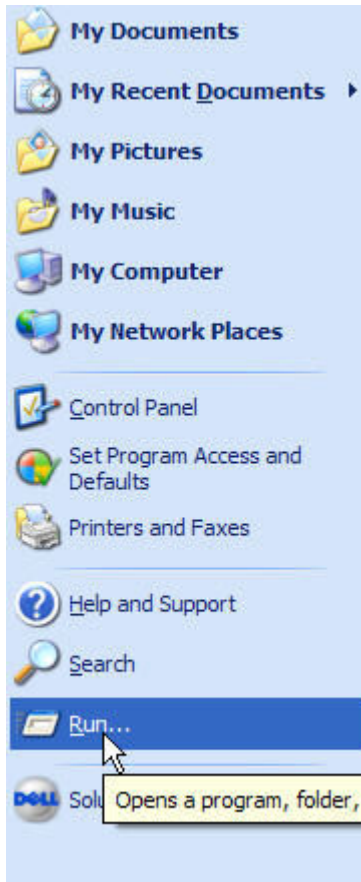 My Documents
My Recent Documents
My Pictures
My Music
My Computer
My Network Places
Control Panel
Set Program Access and
Defaults
Printers and Faxes
Help and Support
Search
Run...
DELL
Opens a program, folder,